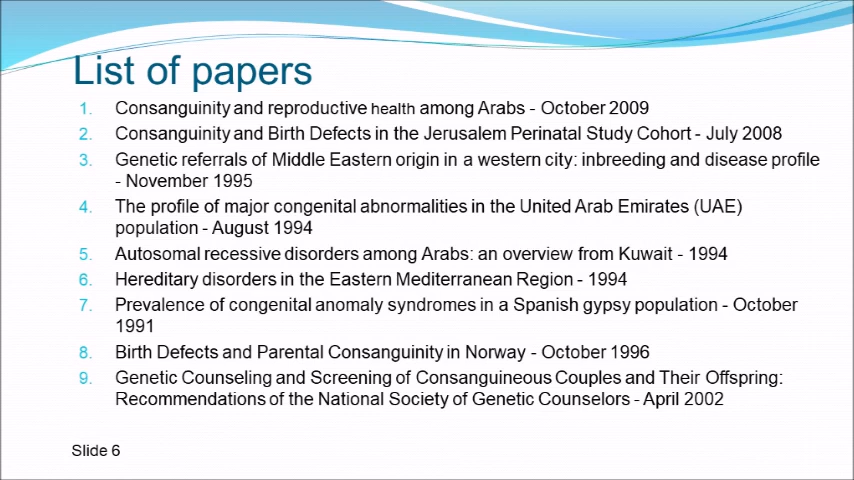 List of papers
1. Consanguinity and reproductive health among Arabs - October 2009
2. Consanguinity and Birth Defects in the Jerusalem Perinatal Study Cohort - July 2008
3. Genetic referrals of Middle Eastern origin in a western city: inbreeding and disease profile
- November 1995
4. The profile of major congenital abnormalities in the United Arab Emirates (UAE)
population - August 1994
5. Autosomal recessive disorders among Arabs: an overview from Kuwait - 1994
6. Hereditary disorders in the Eastern Mediterranean Region - 1994
7. Prevalence of congenital anomaly syndromes in a Spanish gypsy population - October
1991
8. Birth Defects and Parental Consanguinity in Norway - October 1996
9. Genetic Counseling and Screening of Consanguineous Couples and Their Offspring:
Recommendations of the National Society of Genetic Counselors - April 2002
Slide 6